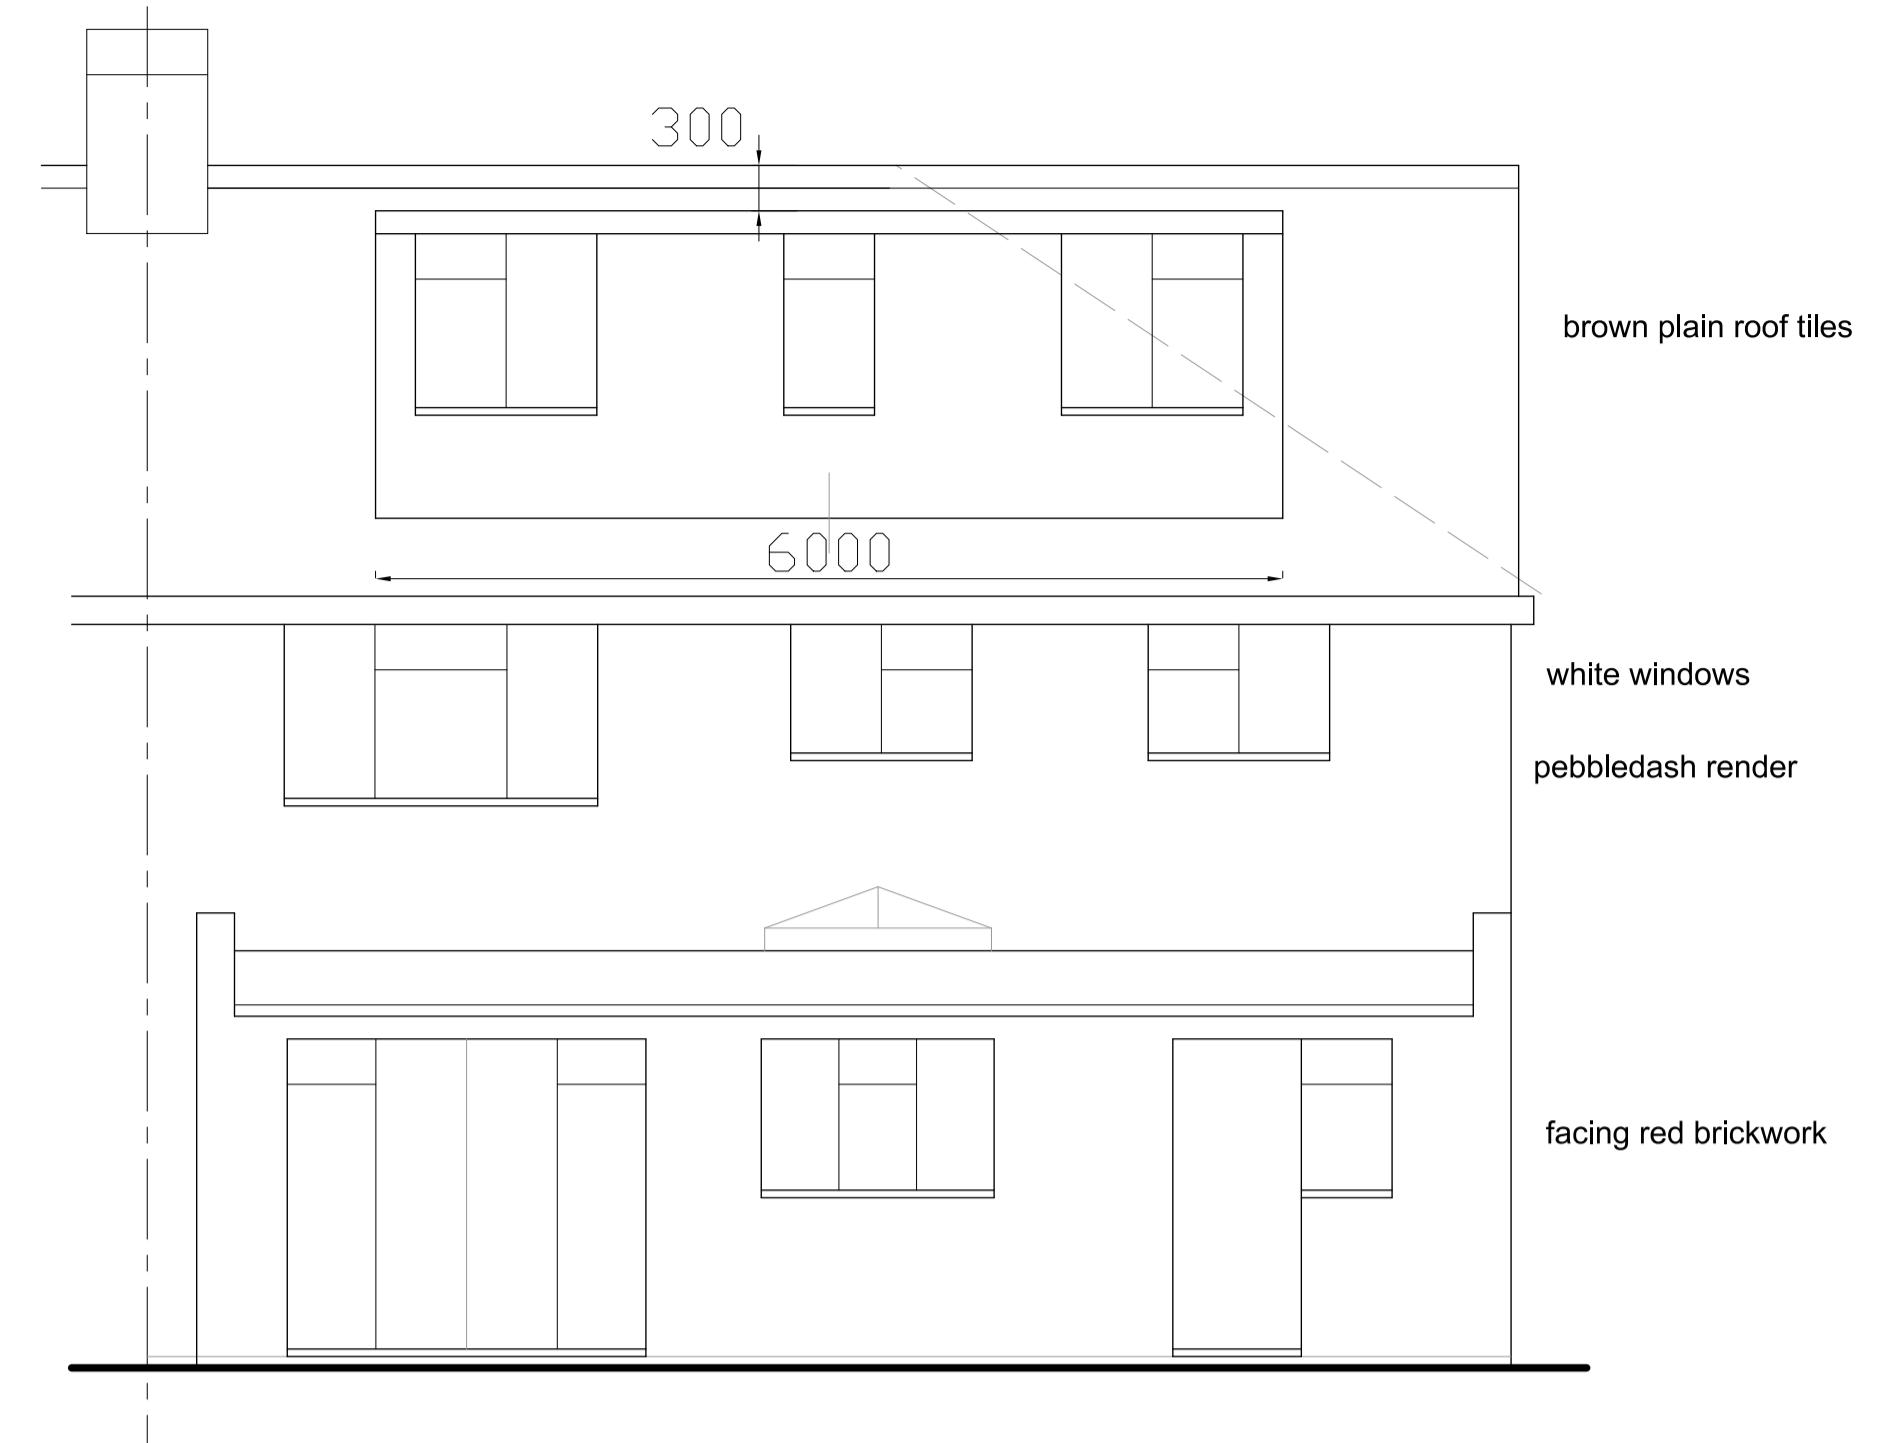 300
brown plain roof tiles
6000
white windows
pebbledash render
facing red brickwork